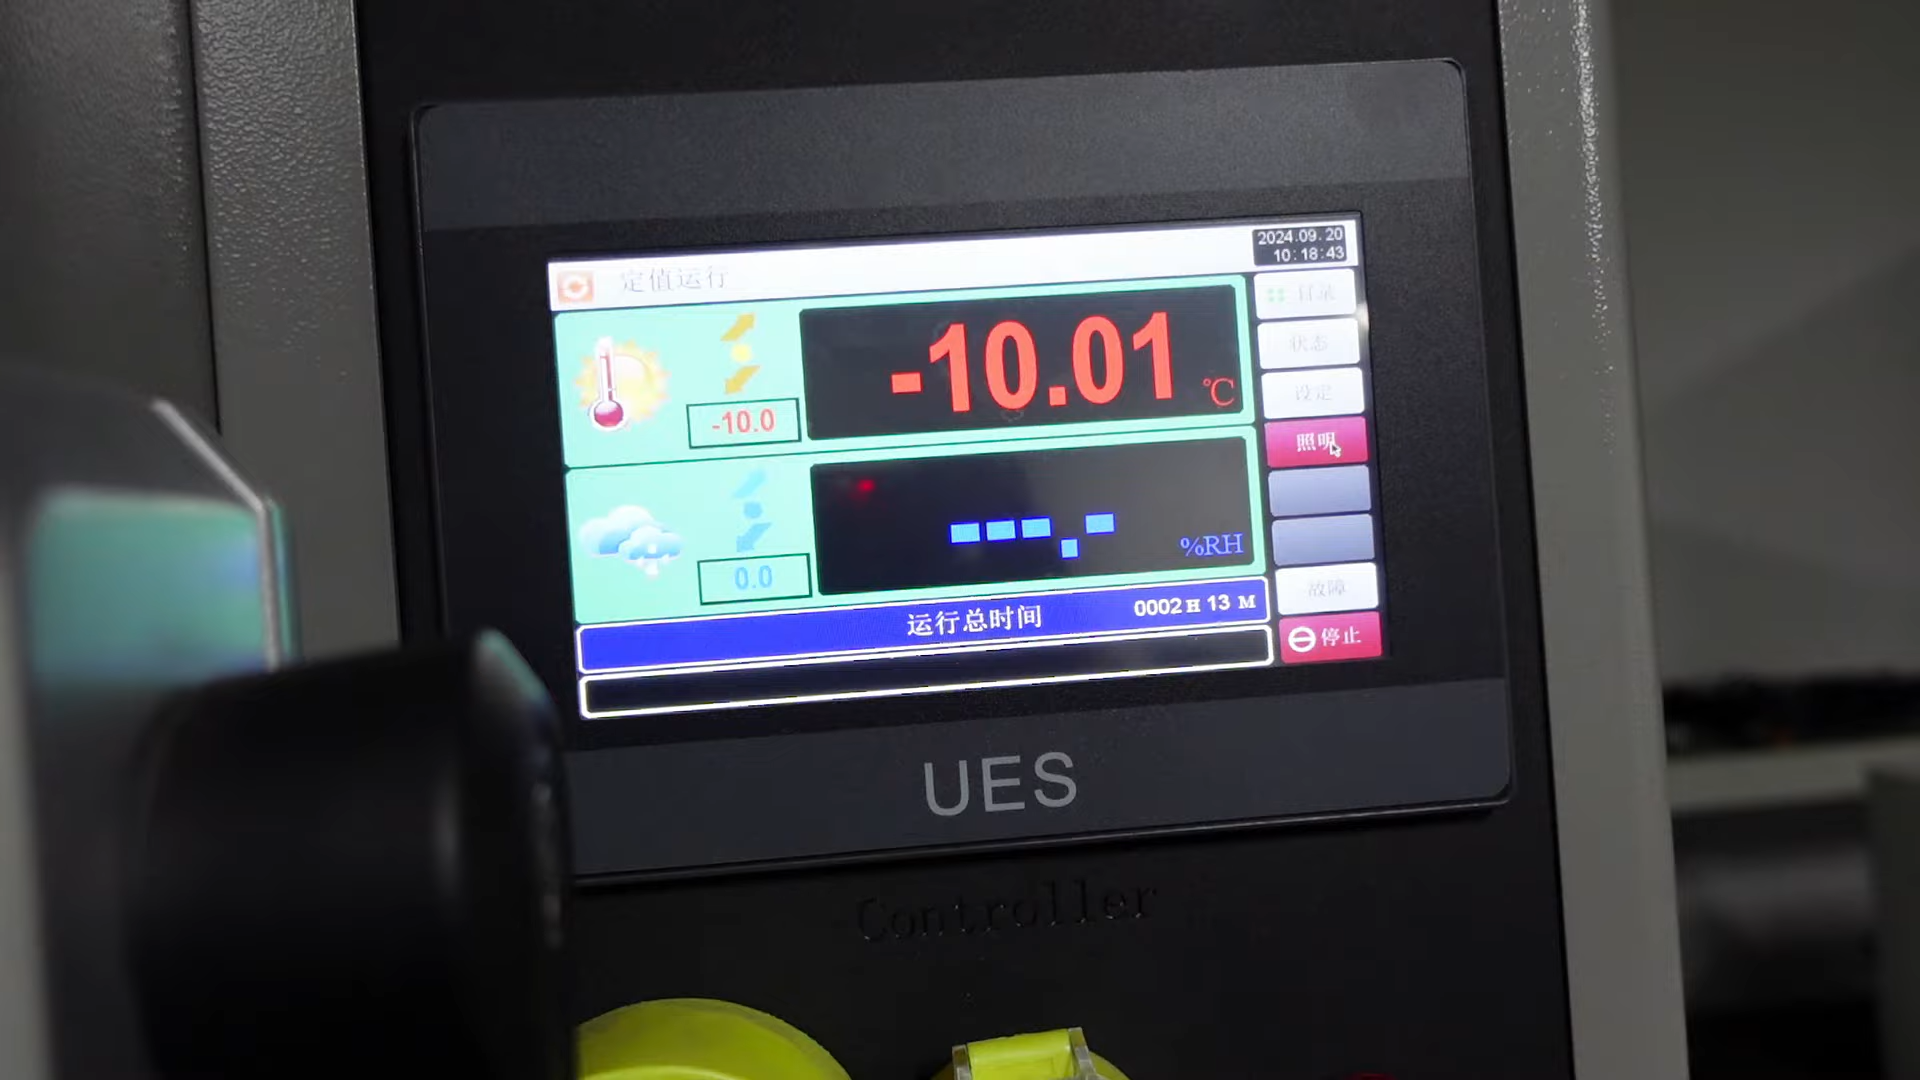 定值运行
2024.09.20
10:18:43
目录
-10.01 ℃
-10.0
状态
设定
照明
---.- %RH
0.0
运行总时间 0002 H 13 M
故障
停止
UES
Controller